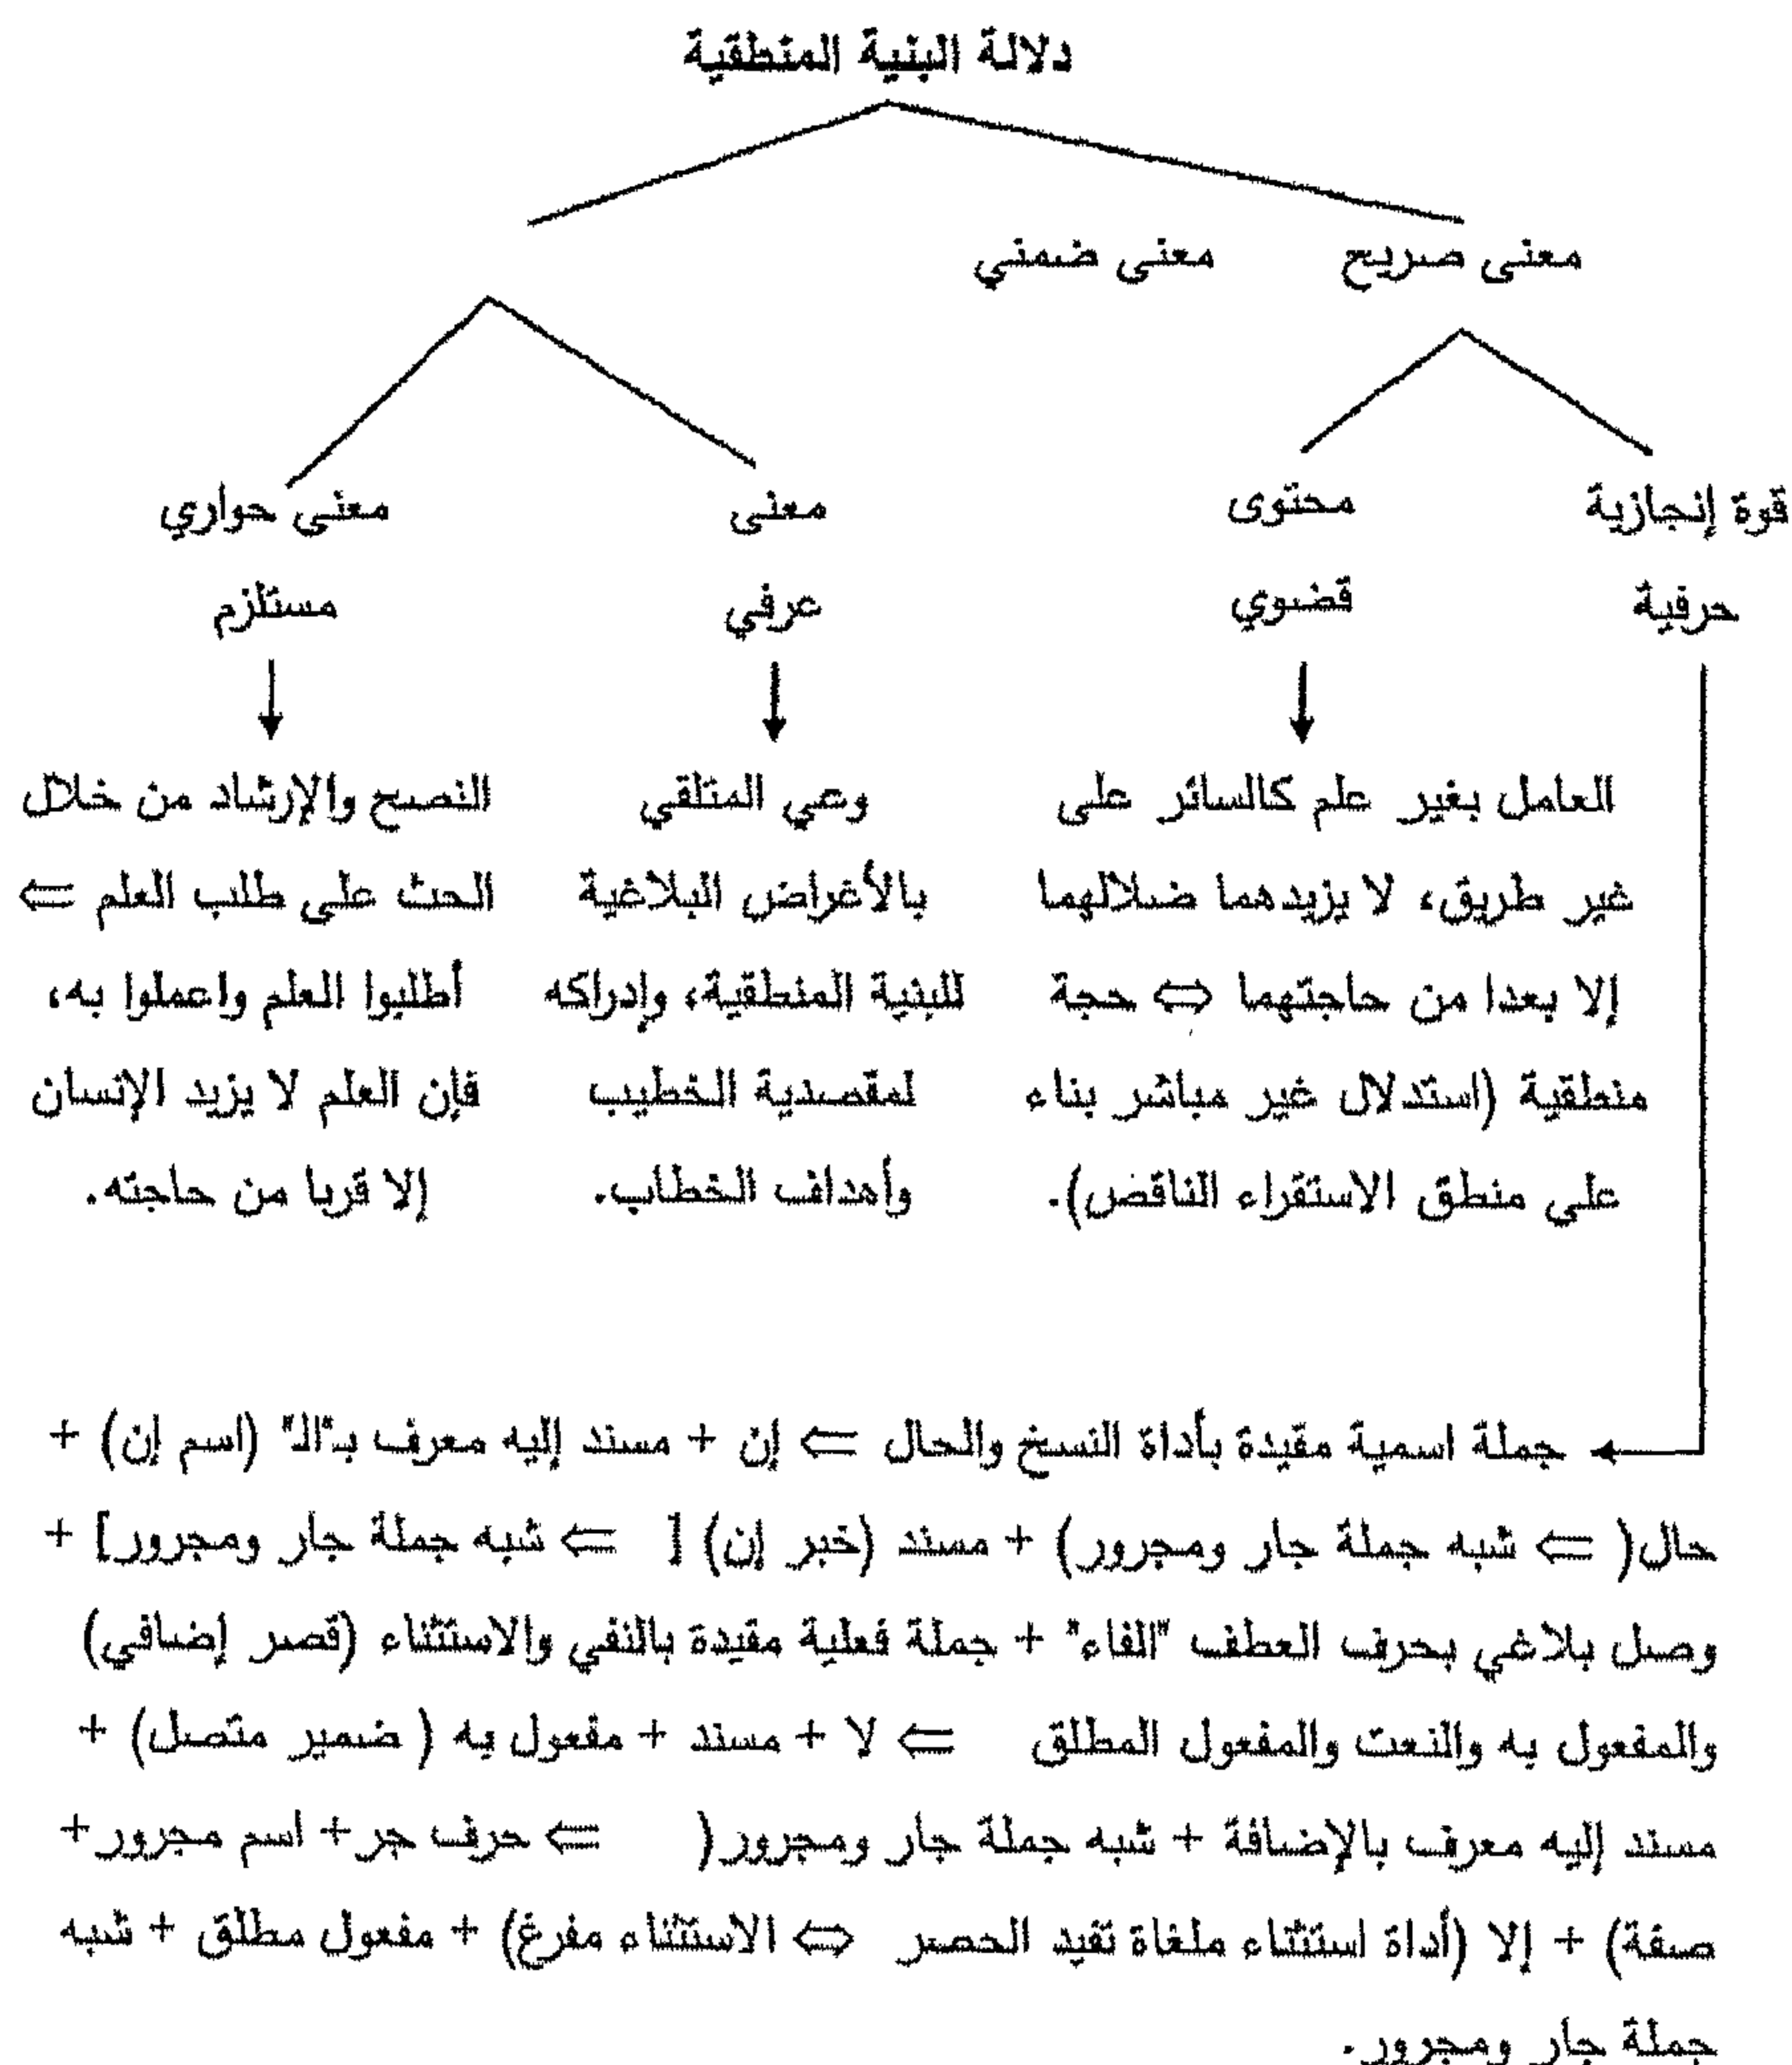 دلالة البنية المنطقية
معنى صريح معنى ضمني
قوة إنجازية محتوى معنى معنى حواري
حرفية قضوي عرفي مستلزم
العامل بغير علم كالسائر على وعي المتلقي النصح والإرشاد من خلال
غير طريق، لا يزيدهما ضلالهما بالأغراض البلاغية الحث على طلب العلم ⇐
إلا بعدا من حاجتهما ⇔ حجة للبنية المنطقية، وإدراكه أطلبوا العلم واعملوا به،
منطقية (استدلال غير مباشر بناء لمقصدية الخطيب فإن العلم لا يزيد الإنسان
على منطق الاستقراء الناقض). وأهداف الخطاب. إلا قربا من حاجته.
جملة اسمية مقيدة بأداة النسخ والحال ⇐ إن + مسند إليه معرف بـ"الـ" (اسم إن) +
حال( ⇐ شبه جملة جار ومجرور) + مسند (خبر إن) [ ⇐ شبه جملة جار ومجرور] +
وصل بلاغي بحرف العطف "الفاء" + جملة فعلية مقيدة بالنفي والاستثناء (قصر إضافي)
والمفعول به والنعت والمفعول المطلق ⇐ لا + مسند + مفعول به ( ضمير متصل) +
مسند إليه معرف بالإضافة + شبه جملة جار ومجرور( ⇐ حرف جر+ اسم مجرور+
صفة) + إلا (أداة استثناء ملغاة تفيد الحصر ⇔ الاستثناء مفرغ) + مفعول مطلق + شبه
جملة جار ومجرور.